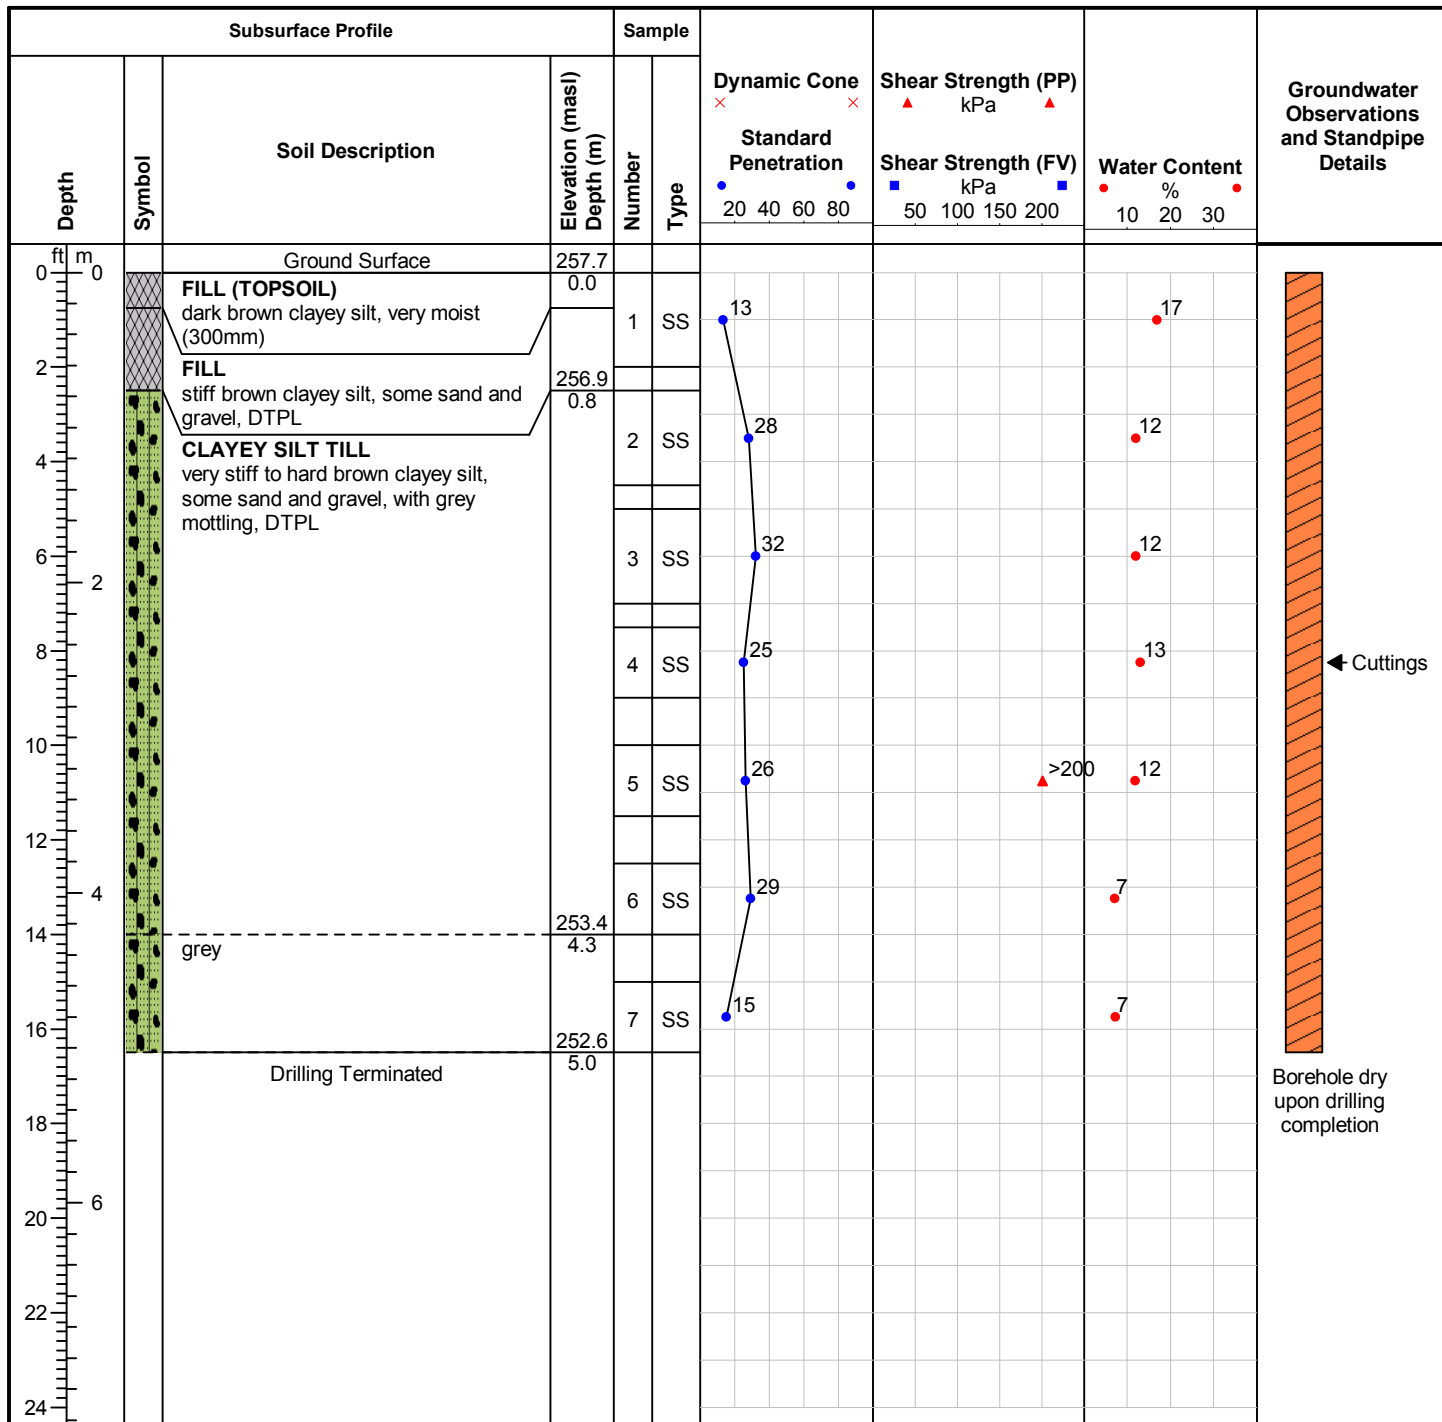 Subsurface Profile
Sample
Depth
Symbol
Soil Description
Elevation (masl)
Depth (m)
Number
Type
Dynamic Cone
Standard
Penetration
20 40 60 80
Shear Strength (PP)
kPa
Shear Strength (FV)
kPa
50 100 150 200
Water Content
%
10 20 30
Groundwater
Observations
and Standpipe
Details
ft m
0 0
Ground Surface
257.7
0.0
FILL (TOPSOIL)
dark brown clayey silt, very moist
(300mm)
1 SS
13
17
2
FILL
stiff brown clayey silt, some sand and
gravel, DTPL
256.9
0.8
CLAYEY SILT TILL
very stiff to hard brown clayey silt,
some sand and gravel, with grey
mottling, DTPL
2 SS
28
12
4
3 SS
32
12
6
2
8
4 SS
25
13
Cuttings
10
5 SS
26
>200
12
12
4
6 SS
29
7
14
253.4
4.3
grey
7 SS
15
7
16
252.6
5.0
Drilling Terminated
Borehole dry
upon drilling
completion
18
6
20
22
24